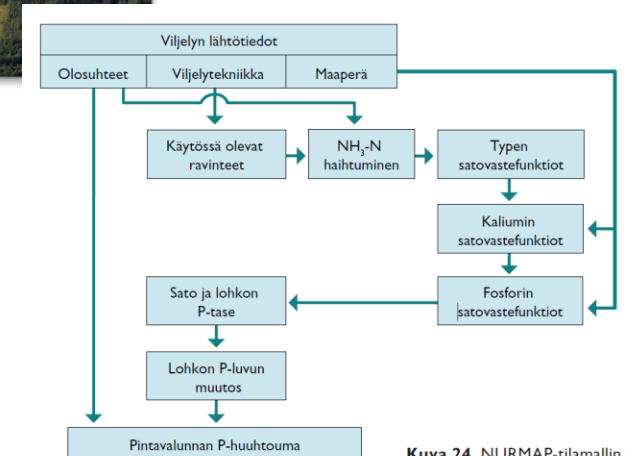 Viljelyn lähtötiedot
Olosuhteet Viljelytekniikka Maaperä
Käytössä olevat
ravinteet
NH₃-N
haihtuminen
Typen
satovastefunktiot
Kaliumin
satovastefunktiot
Sato ja lohkon
P-tase
Fosforin
satovastefunktiot
Lohkon P-luvun
muutos
Pintavalunnan P-huuhtouma
Kuva 24. NURMAP-tilamallin